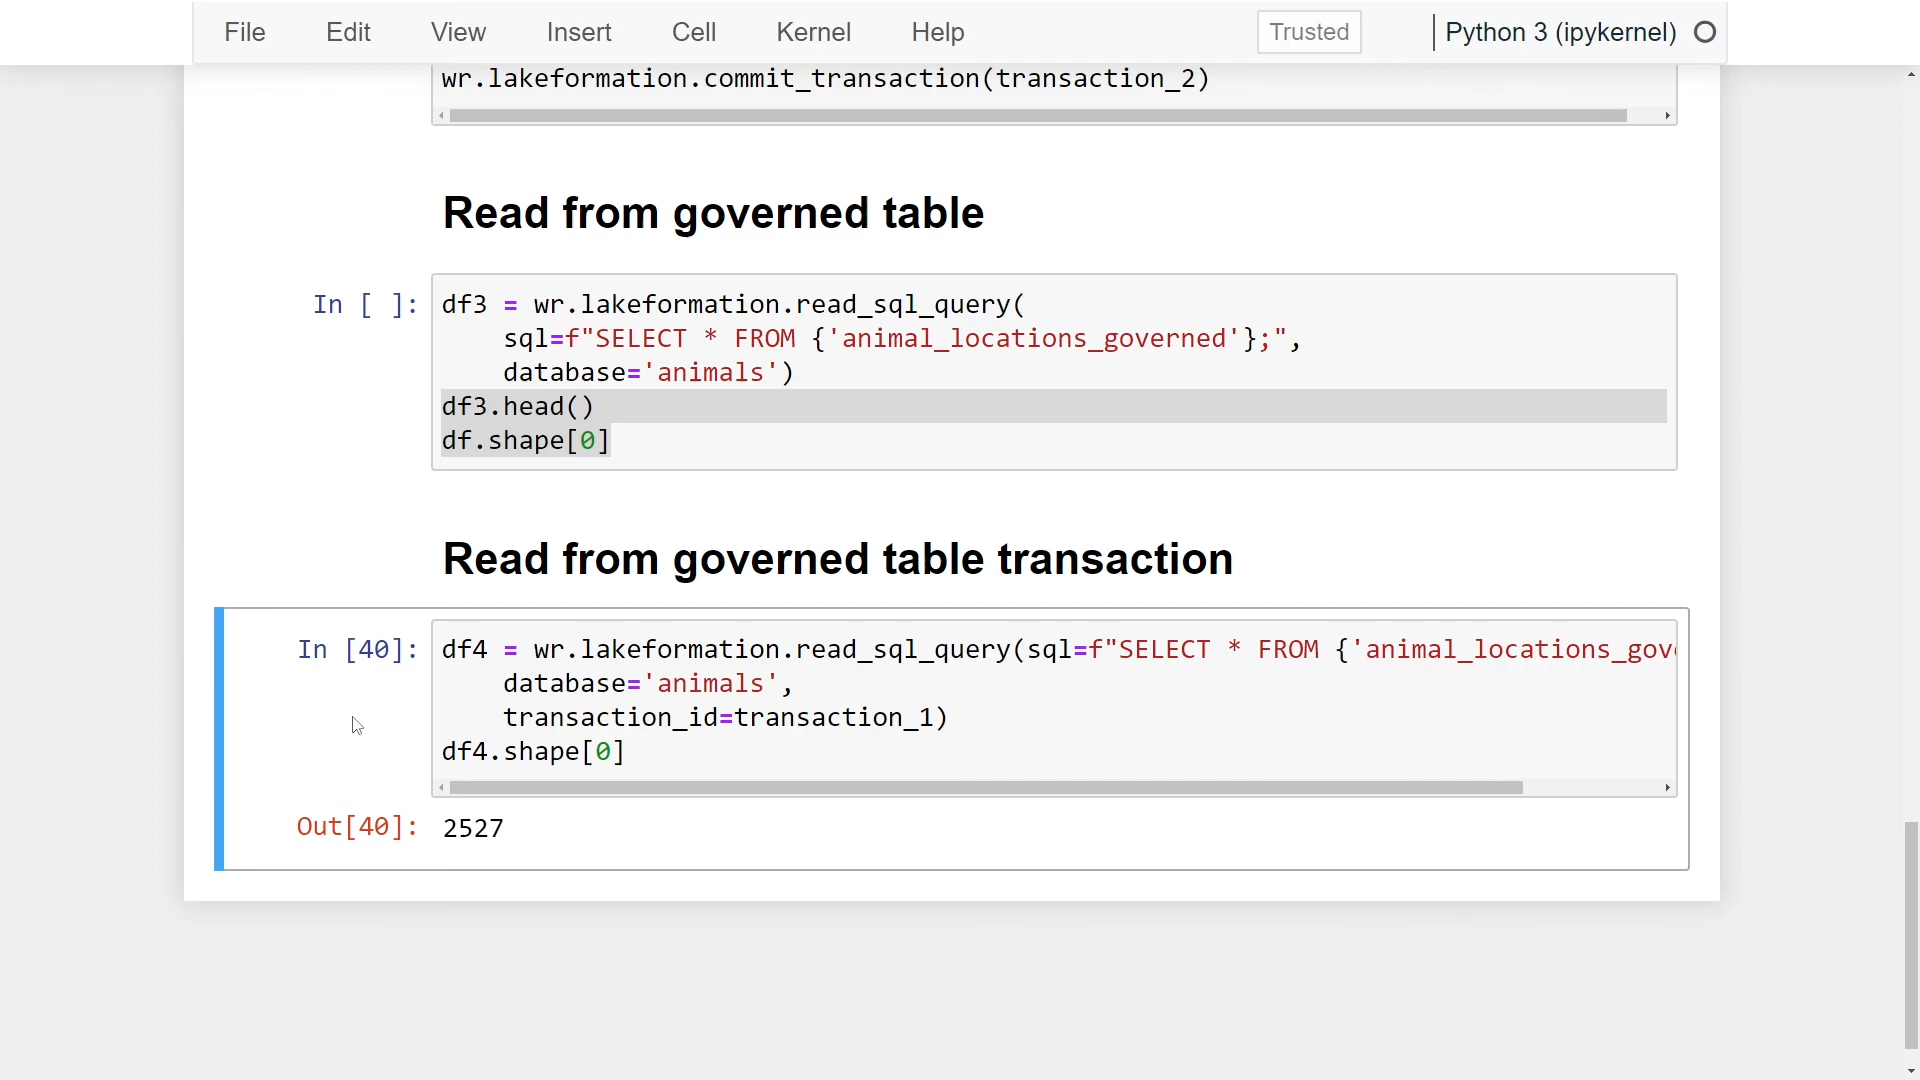 File Edit View Insert Cell Kernel Help Trusted Python 3 (ipykernel)
wr.lakeformation.commit_transaction(transaction_2)
Read from governed table
In [ ]: df3 = wr.lakeformation.read_sql_query(
sql=f"SELECT * FROM {'animal_locations_governed'};",
database='animals')
df3.head()
df.shape[0]
Read from governed table transaction
In [40]: df4 = wr.lakeformation.read_sql_query(sql=f"SELECT * FROM {'animal_locations_gov
database='animals',
transaction_id=transaction_1)
df4.shape[0]
Out[40]: 2527